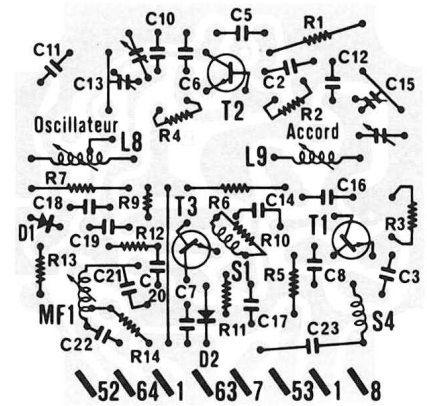 C10 C5 R1
C11 C12
C13 C6 C2 C15
R4 T2 R2
Oscillateur Accord
L8 L9
R7 R9 R6 C16
C18 T3 C14 T1 R3
D1 C19 R12 R10
R13 C21 C20 S1 R5 C8 C3
MF1 C7 R11 C17 S4
C22 R14 D2 C23
52 64 1 63 7 53 1 8